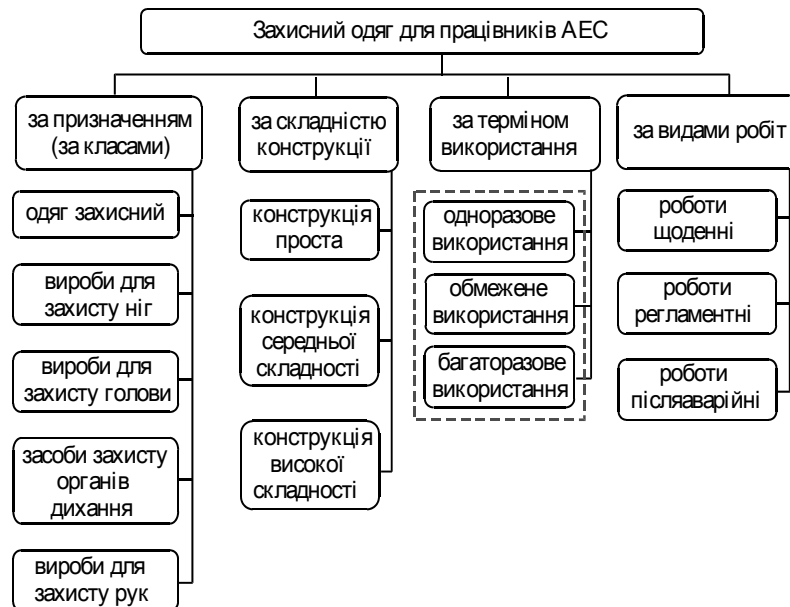 Захисний одяг для працівників АЕС
за призначенням
(за класами)
одяг захисний
вироби для
захисту ніг
вироби для
захисту голови
засоби захисту
органів
дихання
вироби для
захисту рук
за складністю
конструкції
конструкція
проста
конструкція
середньої
складності
конструкція
високої
складності
за терміном
використання
одноразове
використання
обмежене
використання
багаторазове
використання
за видами робіт
роботи
щоденні
роботи
регламентні
роботи
післяаварійні